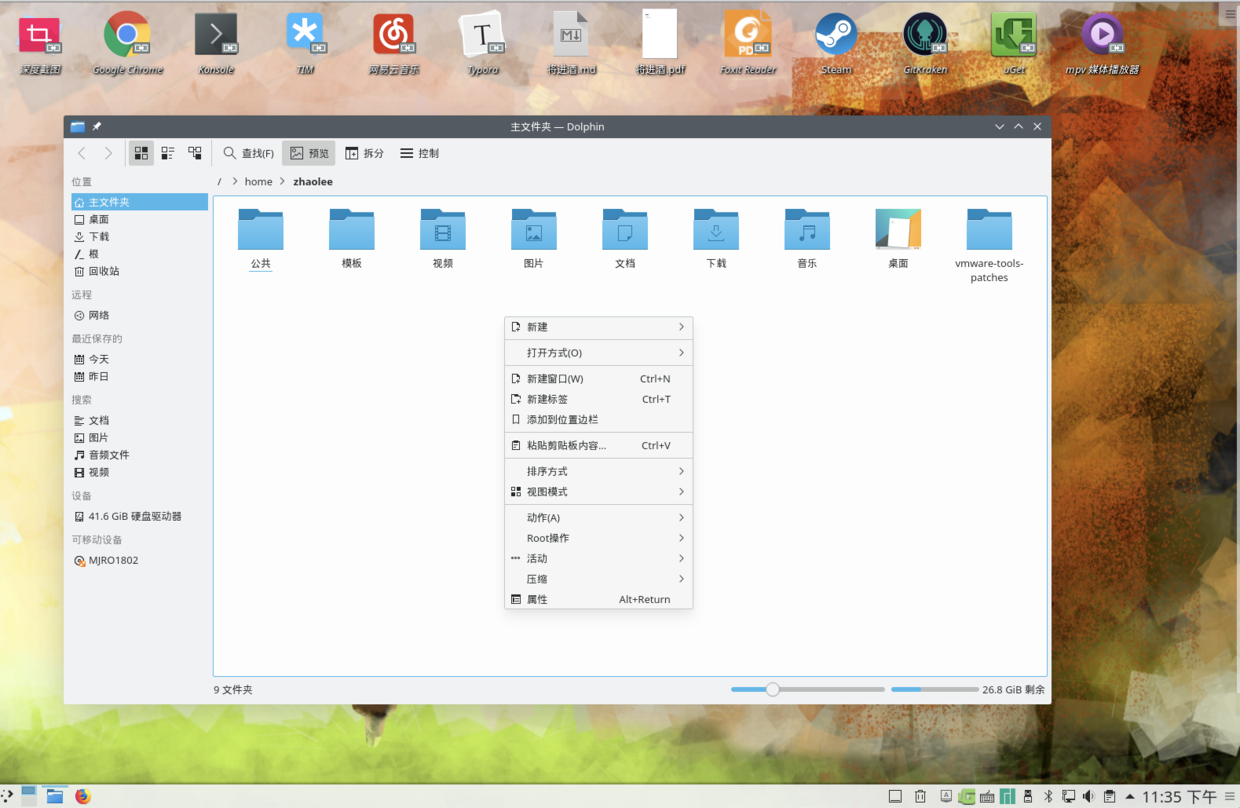 深度截图
Google Chrome
Konsole
TIM
网易云音乐
Typora
将进酒.md
将进酒.pdf
Foxit Reader
Steam
GitKraken
uGet
mpv 媒体播放器
主文件夹 — Dolphin
查找(F)
预览
拆分
控制
/ > home > zhaolee
位置
主文件夹
桌面
下载
根
回收站
远程
网络
最近保存的
今天
昨日
搜索
文档
图片
音频文件
视频
设备
41.6 GiB 硬盘驱动器
可移动设备
MJRO1802
公共
模板
视频
图片
文档
下载
音乐
桌面
vmware-tools-
patches
新建
打开方式(O)
新建窗口(W) Ctrl+N
新建标签 Ctrl+T
添加到位置边栏
粘贴剪贴板内容... Ctrl+V
排序方式
视图模式
动作(A)
Root操作
活动
压缩
属性 Alt+Return
9 文件夹
26.8 GiB 剩余
11:35 下午